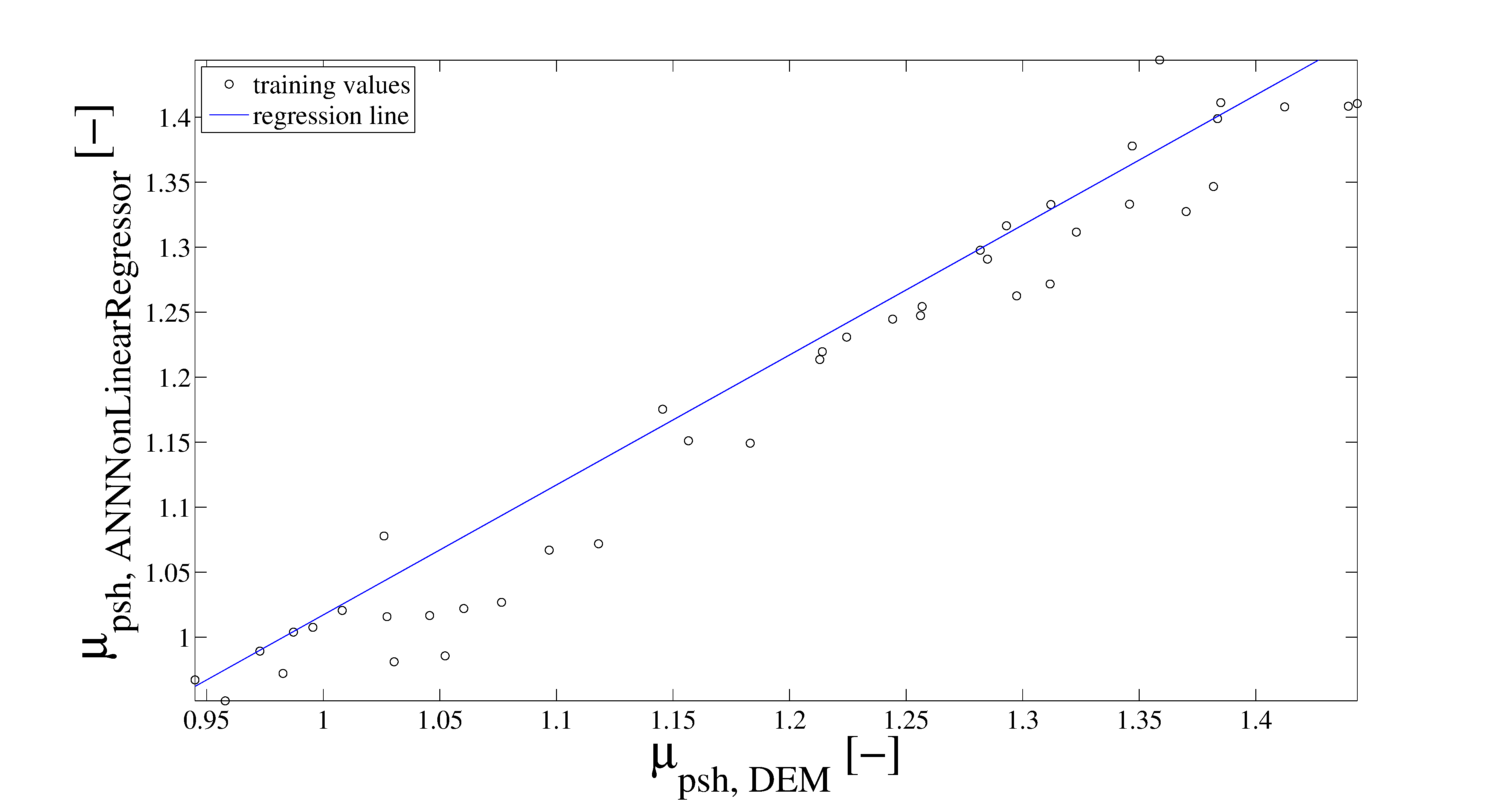 training values
regression line
μpsh, ANNNonLinearRegressor [−]
1.4
1.35
1.3
1.25
1.2
1.15
1.1
1.05
1
0.95 1 1.05 1.1 1.15 1.2 1.25 1.3 1.35 1.4
μpsh, DEM [−]